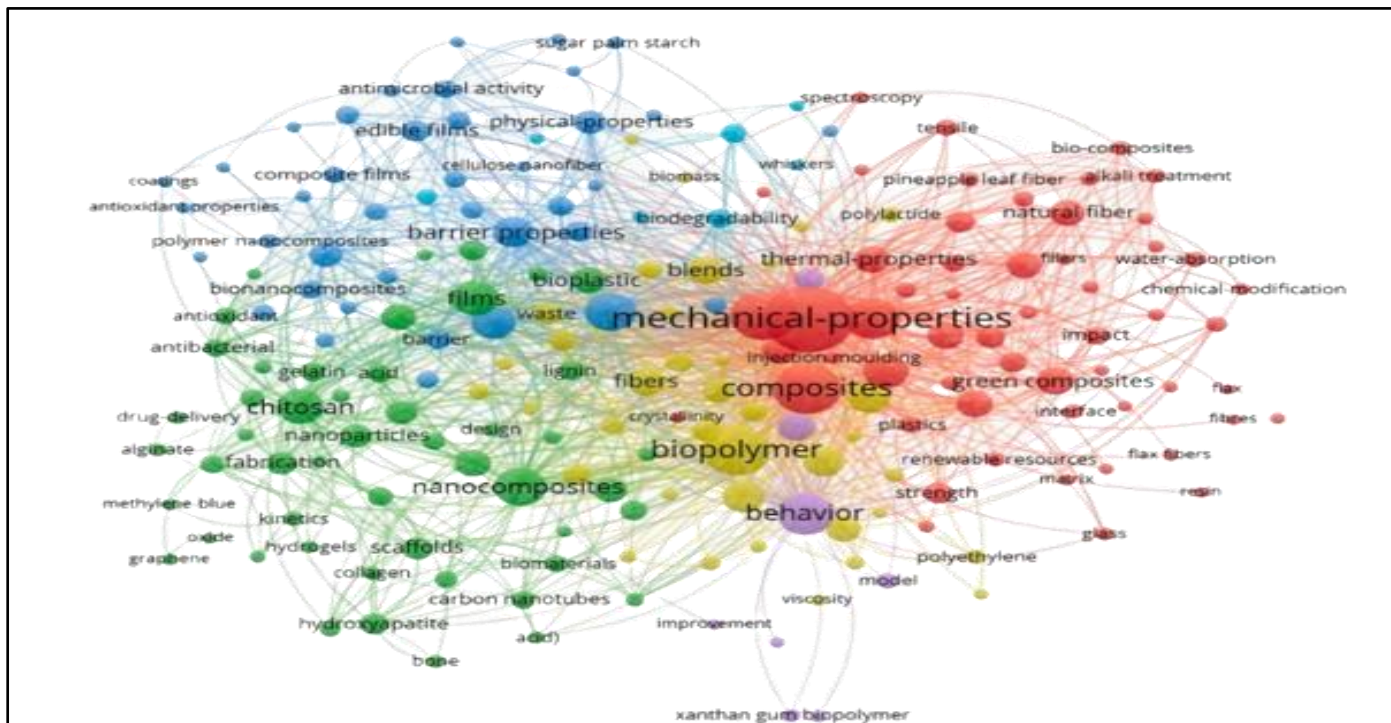 sugar palm starch
antimicrobial activity
spectroscopy
edible films
physical-properties
tensile
bio-composites
cellulose nanofiber
whiskers
coatings
composite films
biomass
pineapple leaf fiber
alkali treatment
antioxidant properties
biodegradability
polylactide
natural fiber
polymer nanocomposites
barrier properties
thermal-properties
fillers
water-absorption
bionanocomposites
bioplastic
blends
chemical-modification
films
antioxidant
waste
mechanical-properties
antibacterial
barrier
impact
injection moulding
gelatin
acid
lignin
fibers
composites
green composites
flax
chitosan
drug-delivery
crystallinity
interface
fibres
nanoparticles
design
plastics
alginate
biopolymer
fabrication
renewable resources
flax fibers
nanocomposites
matrix
strength
resin
methylene blue
behavior
kinetics
oxide
glass
graphene
hydrogels
scaffolds
biomaterials
polyethylene
collagen
model
carbon nanotubes
viscosity
hydroxyapatite
improvement
acid)
bone
xanthan gum biopolymer